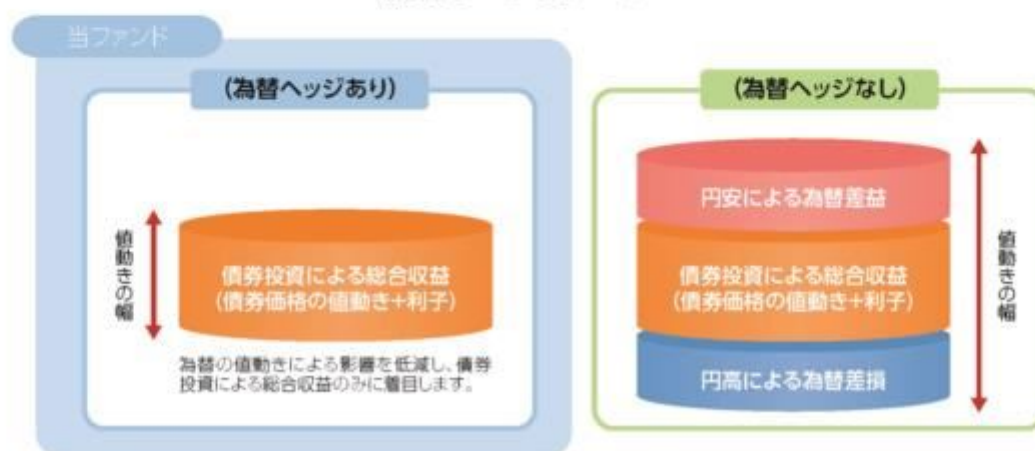 当ファンド
(為替ヘッジあり)
値動きの幅
債券投資による総合収益
(債券価格の値動き+利子)
為替の値動きによる影響を低減し、債券
投資による総合収益のみに着目します。
(為替ヘッジなし)
円安による為替差益
債券投資による総合収益
(債券価格の値動き+利子)
円高による為替差損
値動きの幅